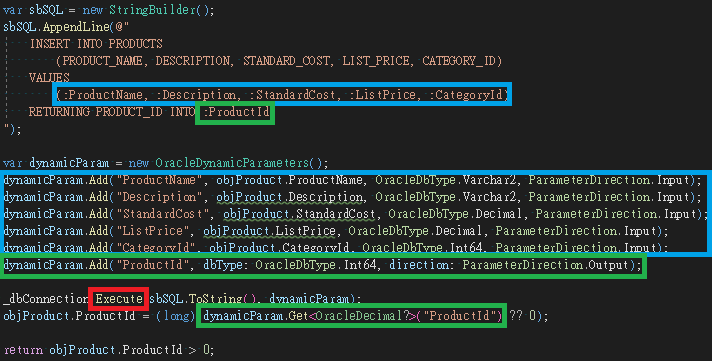 var sbSQL = new StringBuilder();
sbSQL.AppendLine(@"
INSERT INTO PRODUCTS
(PRODUCT_NAME, DESCRIPTION, STANDARD_COST, LIST_PRICE, CATEGORY_ID)
VALUES
(:ProductName, :Description, :StandardCost, :ListPrice, :CategoryId)
RETURNING PRODUCT_ID INTO :ProductId
");
var dynamicParam = new OracleDynamicParameters();
dynamicParam.Add("ProductName", objProduct.ProductName, OracleDbType.Varchar2, ParameterDirection.Input);
dynamicParam.Add("Description", objProduct.Description, OracleDbType.Varchar2, ParameterDirection.Input);
dynamicParam.Add("StandardCost", objProduct.StandardCost, OracleDbType.Decimal, ParameterDirection.Input);
dynamicParam.Add("ListPrice", objProduct.ListPrice, OracleDbType.Decimal, ParameterDirection.Input);
dynamicParam.Add("CategoryId", objProduct.CategoryId, OracleDbType.Int64, ParameterDirection.Input);
dynamicParam.Add("ProductId", dbType: OracleDbType.Int64, direction: ParameterDirection.Output);
_dbConnection.Execute(sbSQL.ToString(), dynamicParam);
objProduct.ProductId = (long)(dynamicParam.Get<OracleDecimal?>("ProductId") ?? 0);
return objProduct.ProductId > 0;